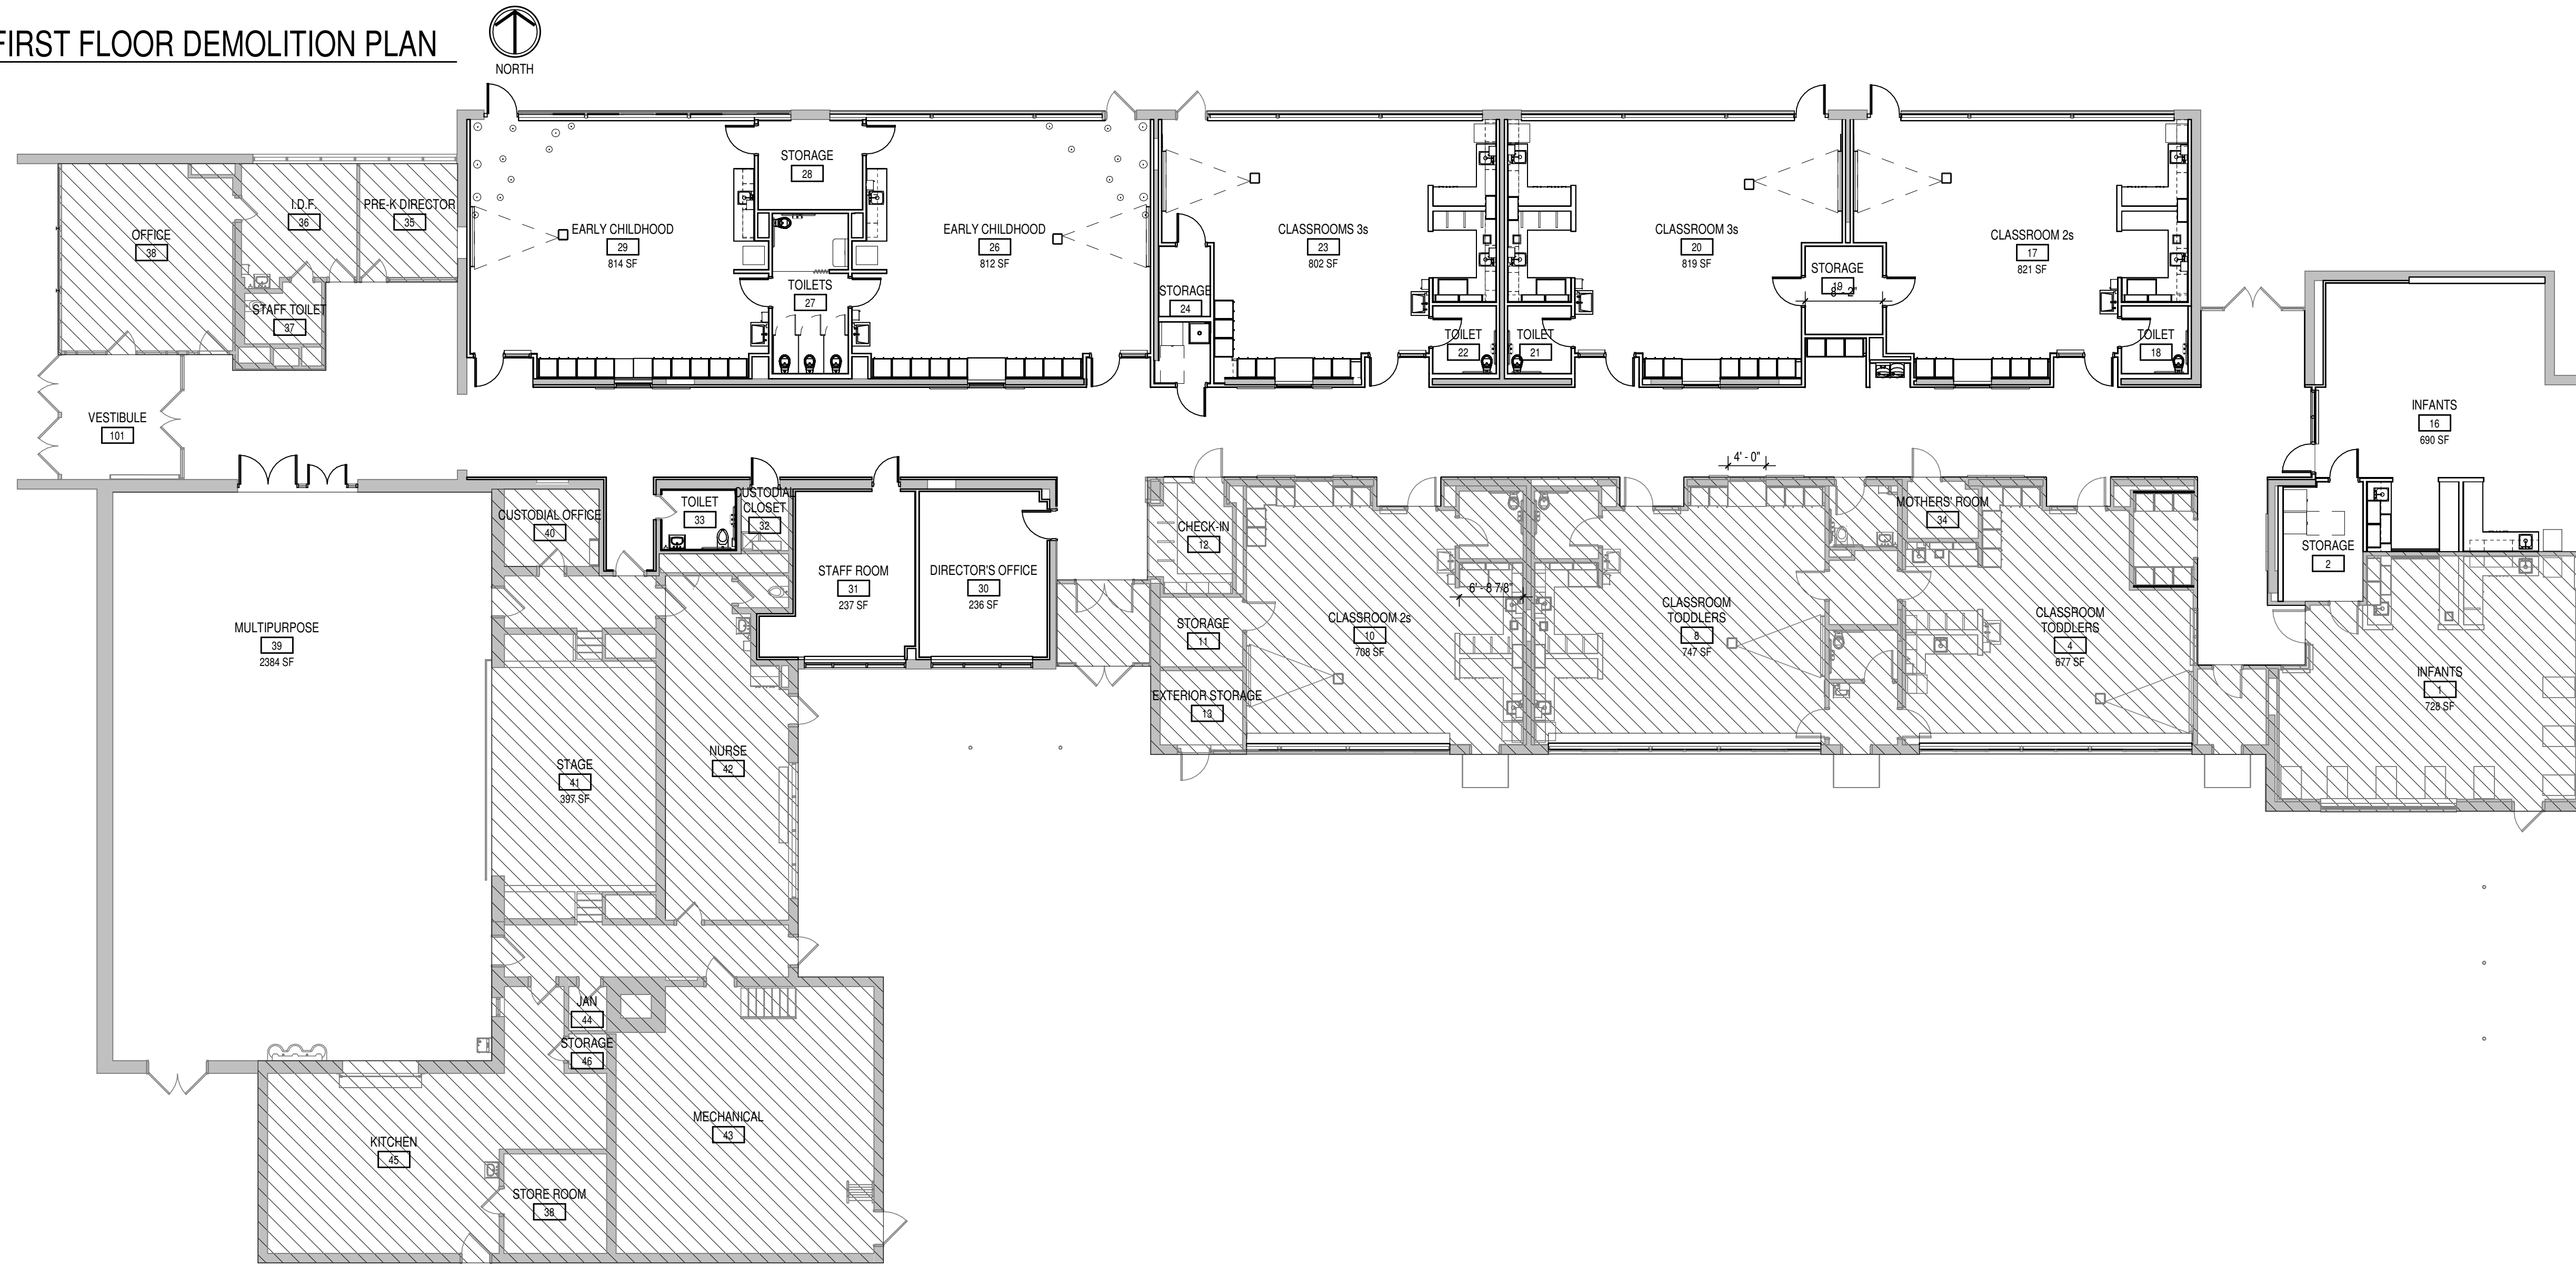 FIRST FLOOR DEMOLITION PLAN
NORTH
OFFICE
38
I.D.F.
36
PRE-K DIRECTOR
35
STAFF TOILET
37
VESTIBULE
101
EARLY CHILDHOOD
29
814 SF
STORAGE
28
TOILETS
27
EARLY CHILDHOOD
26
812 SF
STORAGE
24
CLASSROOMS 3s
23
802 SF
TOILET
22
TOILET
21
CLASSROOM 3s
20
819 SF
STORAGE
19
8' - 2"
CLASSROOM 2s
17
821 SF
TOILET
18
INFANTS
16
690 SF
MULTIPURPOSE
39
2384 SF
CUSTODIAL OFFICE
40
TOILET
33
CUSTODIAL
CLOSET
32
STAFF ROOM
31
237 SF
DIRECTOR'S OFFICE
30
236 SF
CHECK-IN
12
STORAGE
11
EXTERIOR STORAGE
13
CLASSROOM 2s
10
708 SF
6' - 8 7/8"
4' - 0"
CLASSROOM
TODDLERS
8
747 SF
MOTHERS' ROOM
34
CLASSROOM
TODDLERS
4
677 SF
STORAGE
2
INFANTS
1
728 SF
STAGE
41
397 SF
NURSE
42
JAN
44
STORAGE
46
MECHANICAL
43
KITCHEN
45
STORE ROOM
38